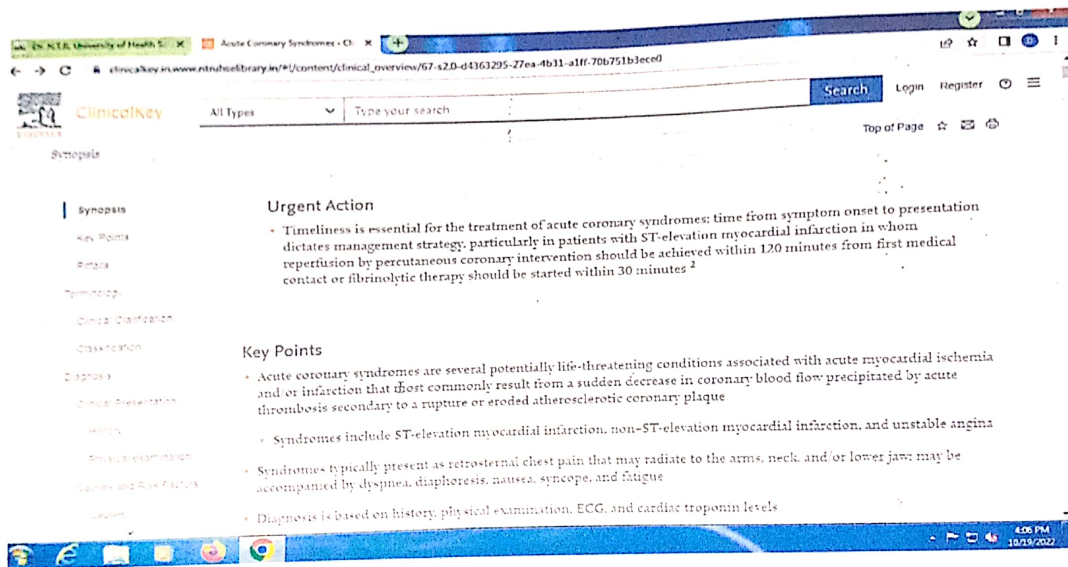 Dr. N.T.R. University of Health S
Acute Coronary Syndromes - Cl
clinicalkey.in.www.ntruhselibrary.in/#!/content/clinical_overview/67-s2.0-d4363295-27ea-4b31-a1ff-70b751b3ece0
ClinicalKey
All Types
Type your search
Search
Login
Register
Top of Page
Synopsis
Synopsis
Key Points
Pitfalls
Terminology
Clinical Clarification
Classification
Diagnosis
Clinical Presentation
History
Physical examination
Causes and Risk Factors
Causes
Urgent Action
• Timeliness is essential for the treatment of acute coronary syndromes; time from symptom onset to presentation
dictates management strategy, particularly in patients with ST-elevation myocardial infarction in whom
reperfusion by percutaneous coronary intervention should be achieved within 120 minutes from first medical
contact or fibrinolytic therapy should be started within 30 minutes 2
Key Points
• Acute coronary syndromes are several potentially life-threatening conditions associated with acute myocardial ischemia
and/or infarction that most commonly result from a sudden decrease in coronary blood flow precipitated by acute
thrombosis secondary to a rupture or eroded atherosclerotic coronary plaque
• Syndromes include ST-elevation myocardial infarction, non-ST-elevation myocardial infarction, and unstable angina
• Syndromes typically present as retrosternal chest pain that may radiate to the arms, neck, and/or lower jaw; may be
accompanied by dyspnea, diaphoresis, nausea, syncope, and fatigue
• Diagnosis is based on history, physical examination, ECG, and cardiac troponin levels
4:06 PM
10/19/2022